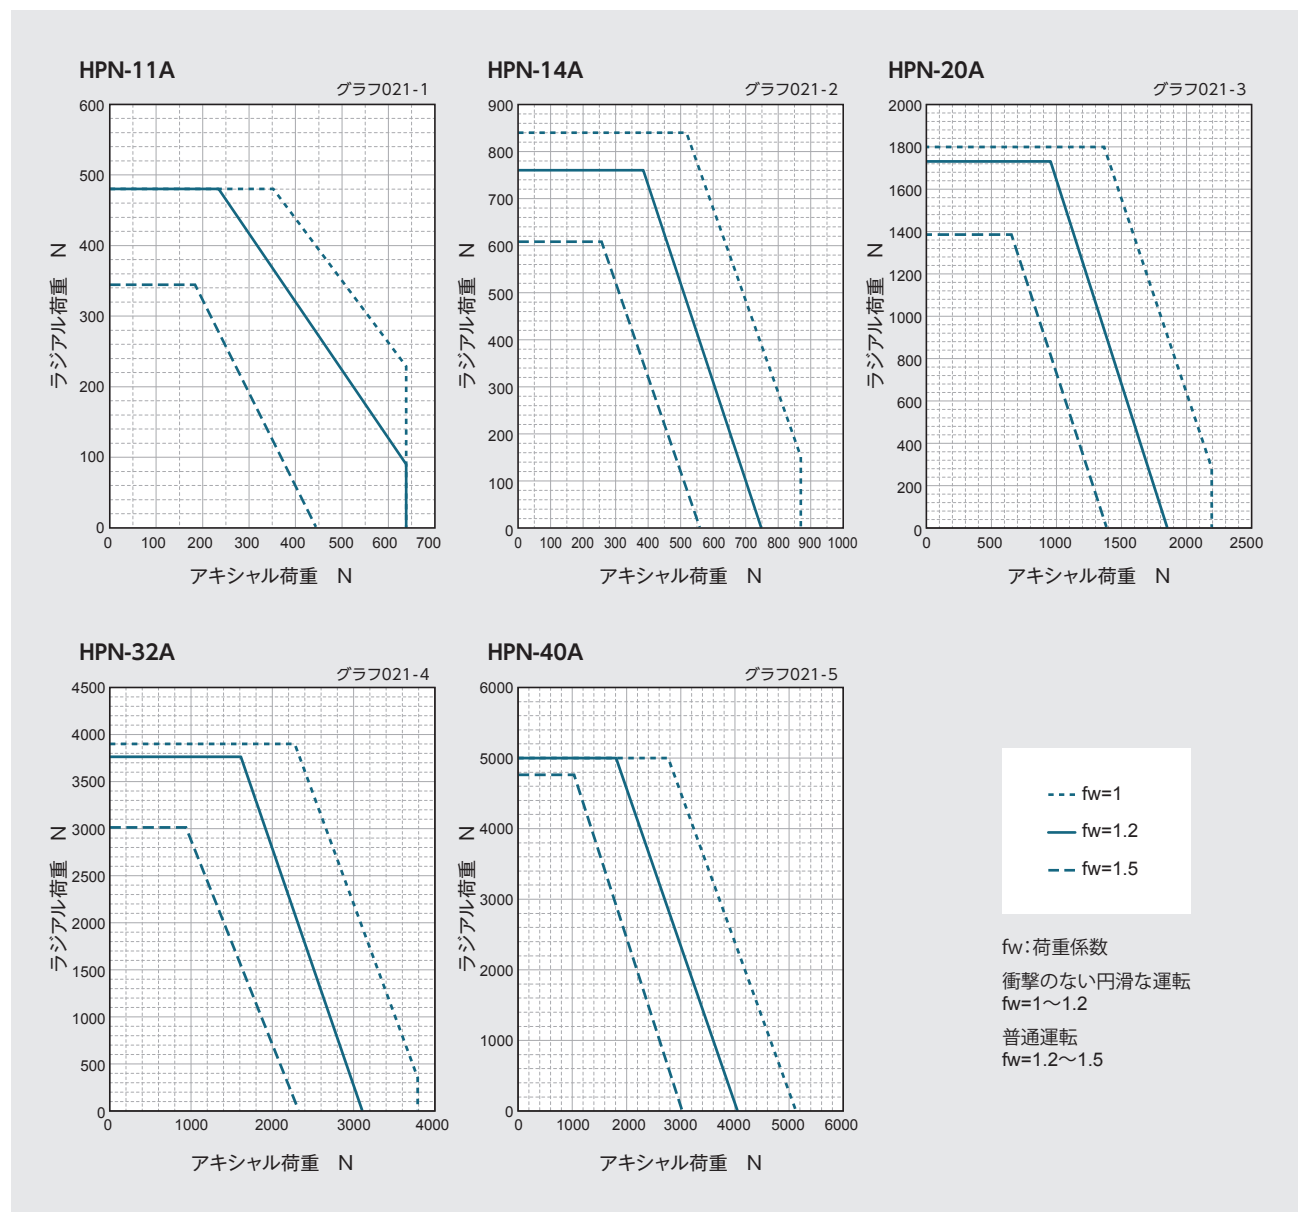 HPN-11A
グラフ021-1
600
500
400
300
200
100
0
0 100 200 300 400 500 600 700
ラジアル荷重 N
アキシャル荷重 N
HPN-14A
グラフ021-2
900
800
700
600
500
400
300
200
100
0
0 100 200 300 400 500 600 700 800 900 1000
ラジアル荷重 N
アキシャル荷重 N
HPN-20A
グラフ021-3
2000
1800
1600
1400
1200
1000
800
600
400
200
0
0 500 1000 1500 2000 2500
ラジアル荷重 N
アキシャル荷重 N
HPN-32A
グラフ021-4
4500
4000
3500
3000
2500
2000
1500
1000
500
0
0 1000 2000 3000 4000
ラジアル荷重 N
アキシャル荷重 N
HPN-40A
グラフ021-5
6000
5000
4000
3000
2000
1000
0
0 1000 2000 3000 4000 5000 6000
ラジアル荷重 N
アキシャル荷重 N
fw=1
fw=1.2
fw=1.5
fw：荷重係数
衝撃のない円滑な運転
fw=1〜1.2
普通運転
fw=1.2〜1.5